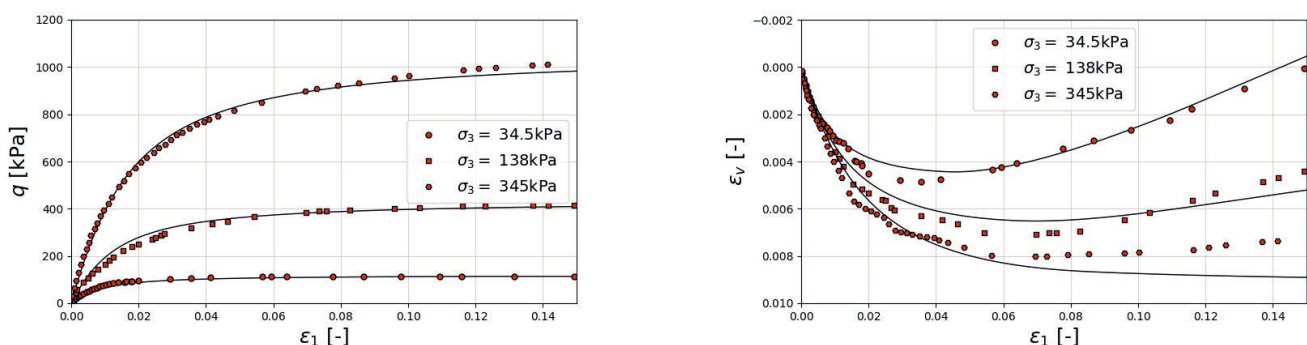 1200
1000
800
600
400
200
0
q [kPa]
σ₃ = 34.5kPa
σ₃ = 138kPa
σ₃ = 345kPa
0.00 0.02 0.04 0.06 0.08 0.10 0.12 0.14
ε₁ [-]
−0.002
0.000
0.002
0.004
0.006
0.008
0.010
εᵥ [-]
σ₃ = 34.5kPa
σ₃ = 138kPa
σ₃ = 345kPa
0.00 0.02 0.04 0.06 0.08 0.10 0.12 0.14
ε₁ [-]